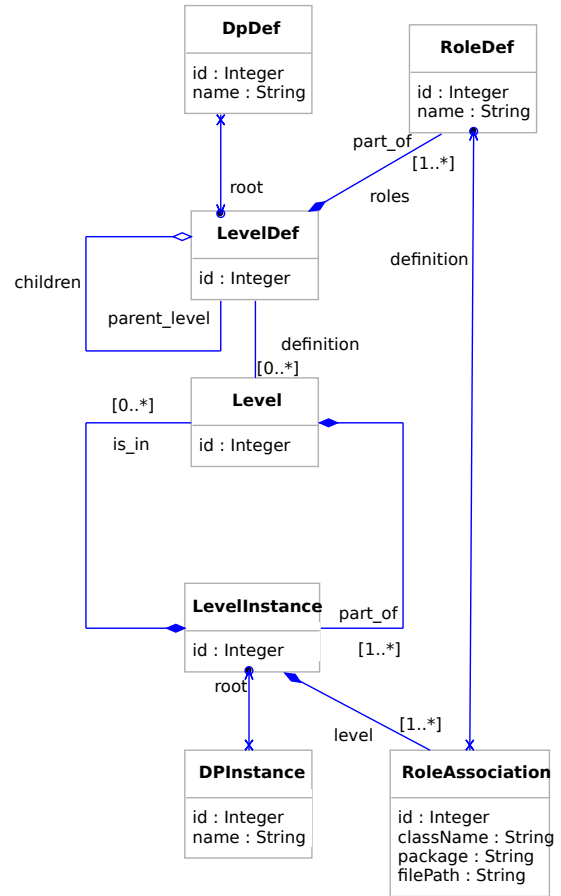 DpDef
id : Integer
name : String
RoleDef
id : Integer
name : String
part_of
[1..*]
root
roles
LevelDef
id : Integer
definition
children
parent_level
definition
[0..*]
Level
id : Integer
[0..*]
is_in
LevelInstance
id : Integer
part_of
[1..*]
root
[1..*]
level
DPInstance
id : Integer
name : String
RoleAssociation
id : Integer
className : String
package : String
filePath : String